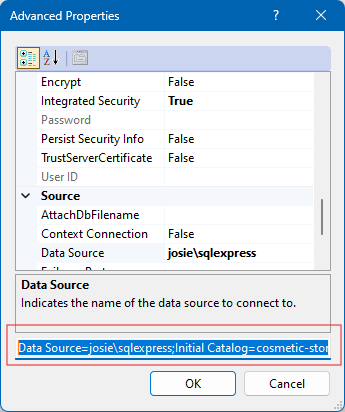 Advanced Properties
Encrypt False
Integrated Security True
Password
Persist Security Info False
TrustServerCertificate False
User ID
Source
AttachDbFilename
Context Connection False
Data Source josie\sqlexpress
Data Source
Indicates the name of the data source to connect to.
Data Source=josie\sqlexpress;Initial Catalog=cosmetic-stor
OK Cancel